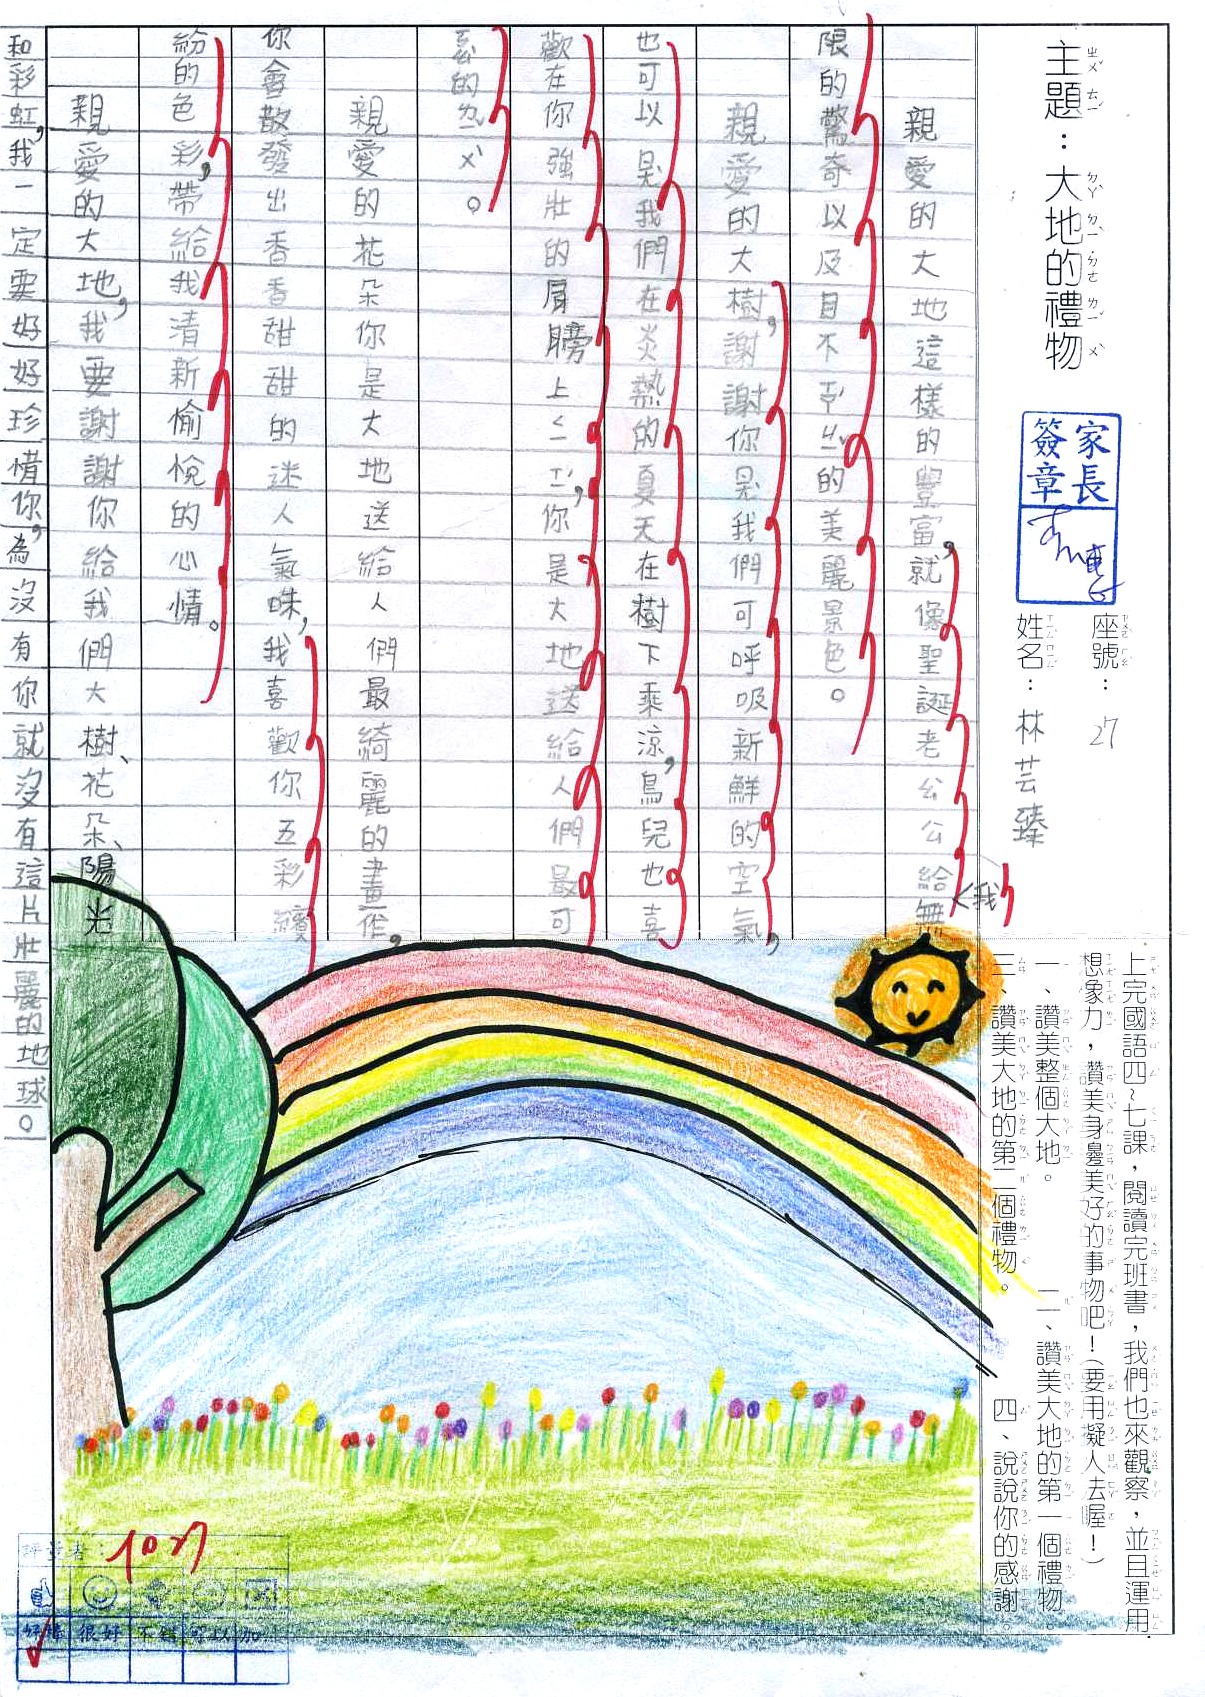 主題：大地的禮物
家長
簽章
座號：27
姓名：林芸臻
親愛的大地這樣的豐富，就像聖誕老公公給我無
限的驚奇以及目不ㄓㄨㄥˇ的美麗景色。
親愛的大樹，謝謝你是我們可呼吸新鮮的空氣，
也可以是我們在炎熱的夏天在樹下乘涼，鳥兒也喜
歡在你強壯的肩膀上ㄑㄧ ㄒㄧ，你是大地送給人們最可
的ㄌㄧˇㄨˋ。
親愛的花朵你是大地送給人們最綺麗的畫作，
你會散發出香香甜甜的迷人氣味，我喜歡你五彩繽
紛的色彩，帶給我清新愉悅的心情。
親愛的大地，我要謝謝你給我們大樹、花朵、陽光
和彩虹，我一定要好好珍惜你，為沒有你就沒有這片壯麗的地球。
上完國語四~七課，閱讀完班書，我們也來觀察，並且運用
想象力，讚美身邊美好的事物吧！(要用擬人去喔！)
一、讚美整個大地。
二、讚美大地的第一個禮物。
三、讚美大地的第二個禮物。
四、說說你的感謝。
評量者：
很好 不錯 可以 加